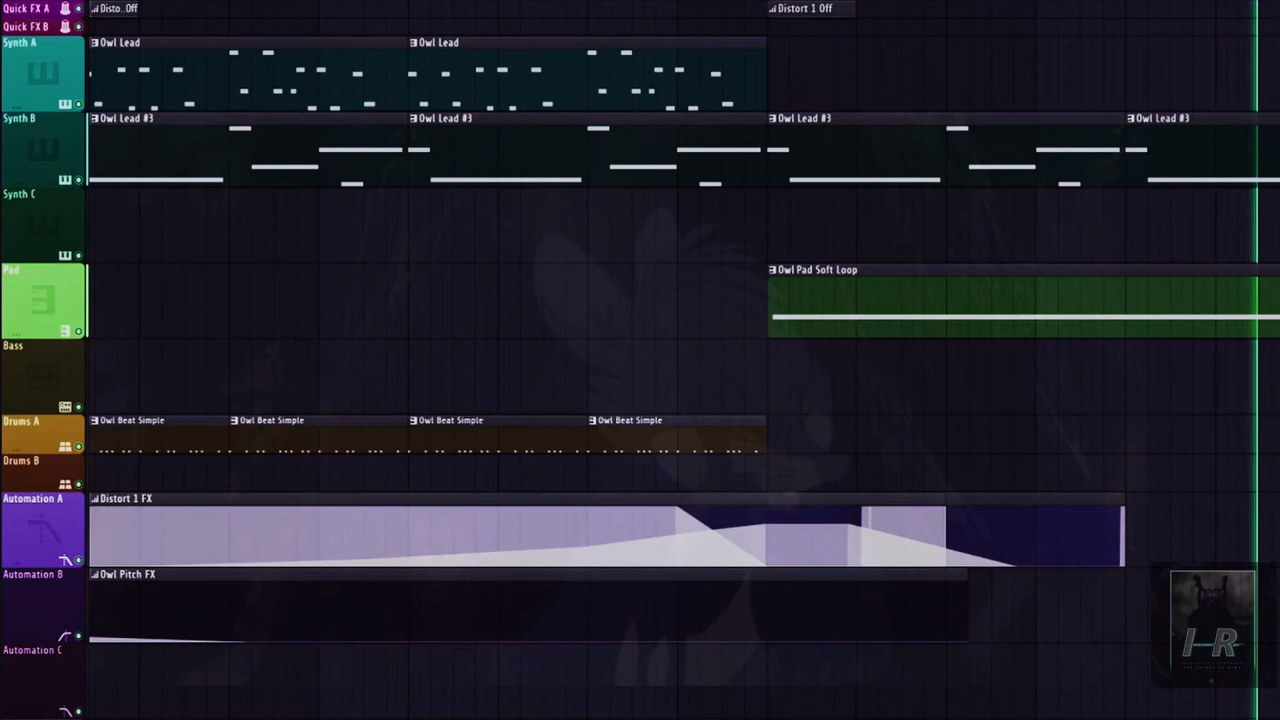 Quick FX A
Disto..Off
Distort 1 Off
Quick FX B
Synth A
Owl Lead
Owl Lead
Synth B
Owl Lead #3
Owl Lead #3
Owl Lead #3
Owl Lead #3
Synth C
Pad
Owl Pad Soft Loop
Bass
Drums A
Owl Beat Simple
Owl Beat Simple
Owl Beat Simple
Owl Beat Simple
Drums B
Automation A
Distort 1 FX
Automation B
Owl Pitch FX
Automation C